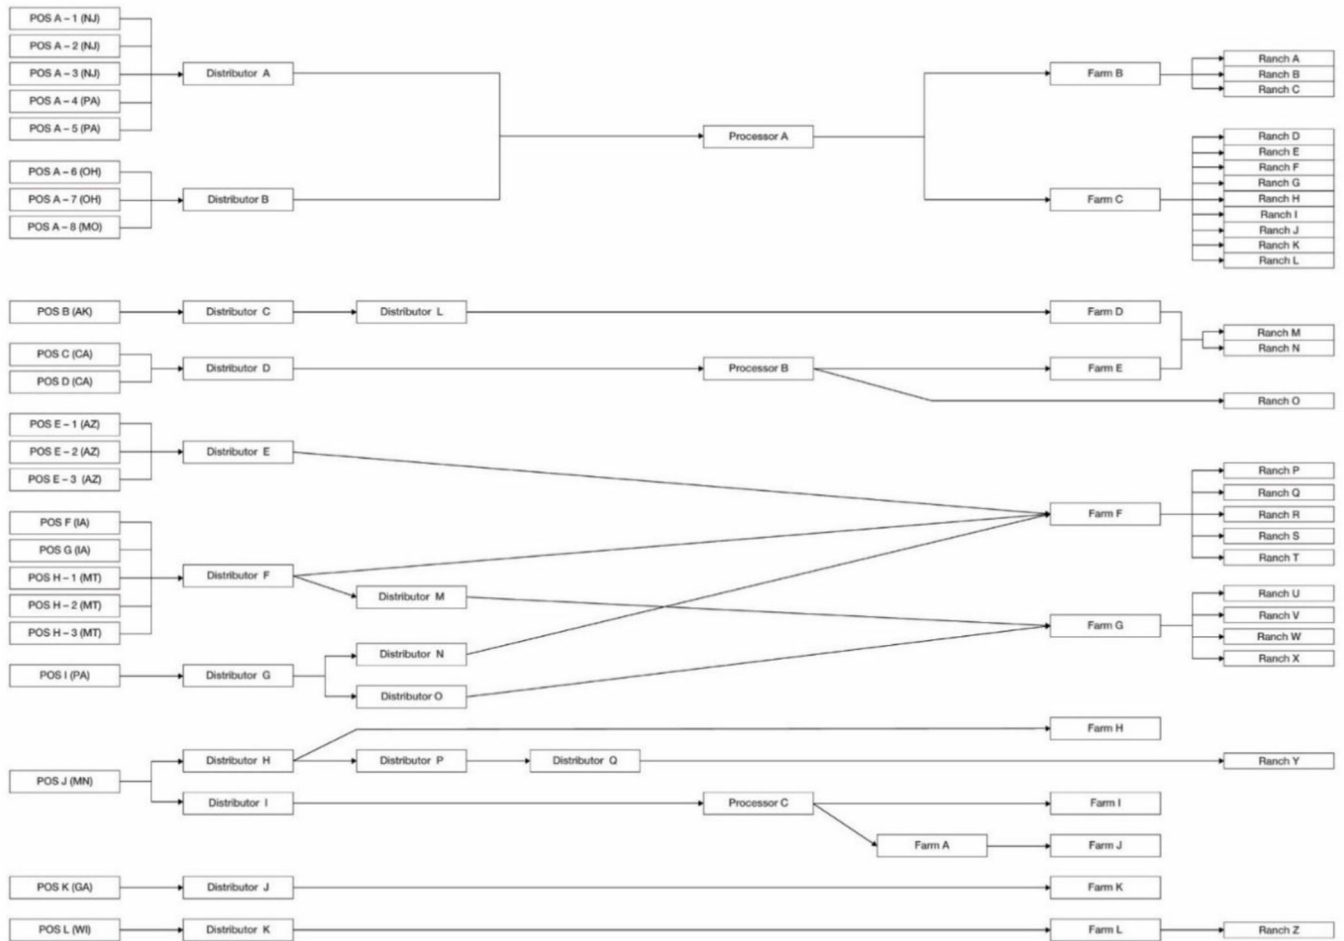 POS A – 1 (NJ)
POS A – 2 (NJ)
POS A – 3 (NJ)
POS A – 4 (PA)
POS A – 5 (PA)
POS A – 6 (OH)
POS A – 7 (OH)
POS A – 8 (MO)
Distributor A
Distributor B
Processor A
Farm B
Farm C
Ranch A
Ranch B
Ranch C
Ranch D
Ranch E
Ranch F
Ranch G
Ranch H
Ranch I
Ranch J
Ranch K
Ranch L
POS B (AK)
Distributor C
Distributor L
Farm D
POS C (CA)
POS D (CA)
Distributor D
Processor B
Farm E
Ranch M
Ranch N
Ranch O
POS E – 1 (AZ)
POS E – 2 (AZ)
POS E – 3 (AZ)
Distributor E
POS F (IA)
POS G (IA)
POS H – 1 (MT)
POS H – 2 (MT)
POS H – 3 (MT)
Distributor F
Distributor M
POS I (PA)
Distributor G
Distributor N
Distributor O
Farm F
Farm G
Ranch P
Ranch Q
Ranch R
Ranch S
Ranch T
Ranch U
Ranch V
Ranch W
Ranch X
POS J (MN)
Distributor H
Distributor P
Distributor Q
Farm H
Ranch Y
Distributor I
Processor C
Farm I
Farm A
Farm J
POS K (GA)
Distributor J
Farm K
POS L (WI)
Distributor K
Farm L
Ranch Z